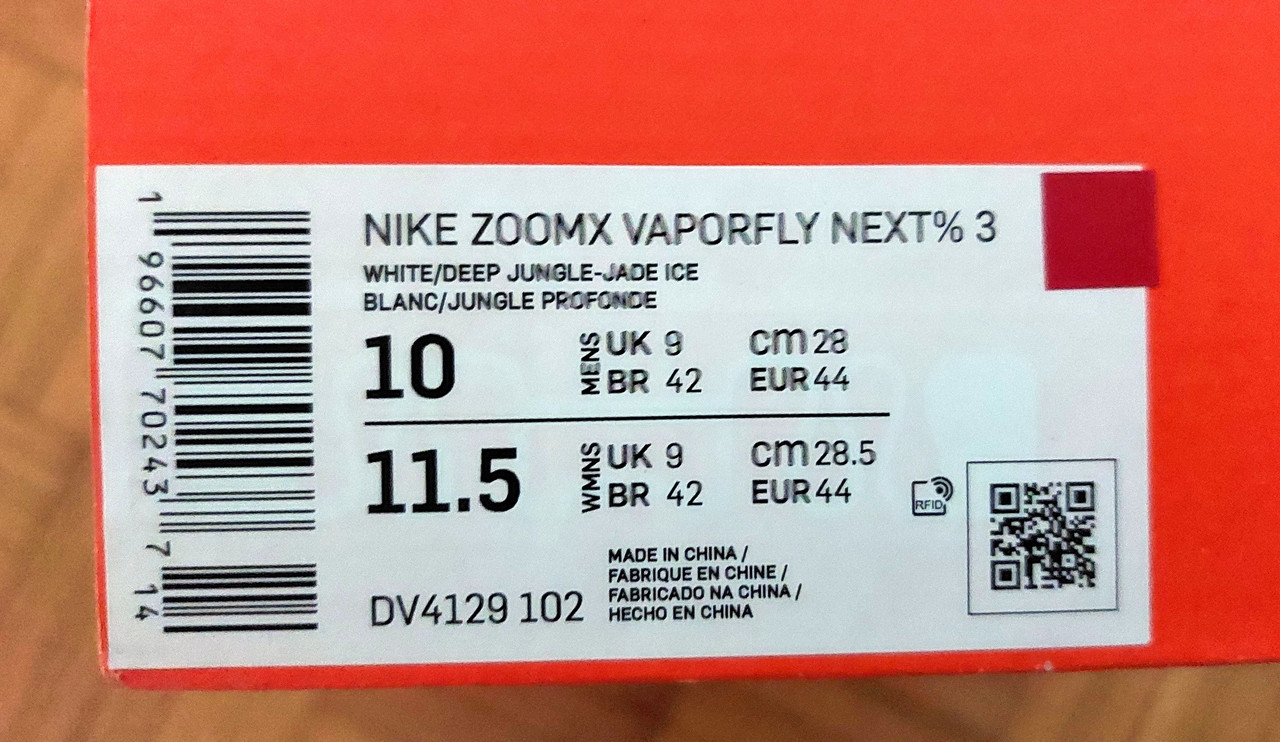 1 96607 70243 7 14
NIKE ZOOMX VAPORFLY NEXT% 3
WHITE/DEEP JUNGLE-JADE ICE
BLANC/JUNGLE PROFONDE
10 MENS UK 9 cm 28
BR 42 EUR 44
11.5 WMNS UK 9 cm 28.5
BR 42 EUR 44
RFID
MADE IN CHINA /
FABRIQUE EN CHINE /
FABRICADO NA CHINA /
HECHO EN CHINA
DV4129 102